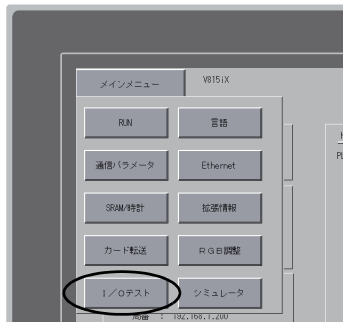 メインメニュー
V815iX
RUN
言語
通信パラメータ
Ethernet
SRAM/時計
拡張情報
カード転送
RGB調整
I/Oテスト
シミュレータ
局番 : 192.168.1.200